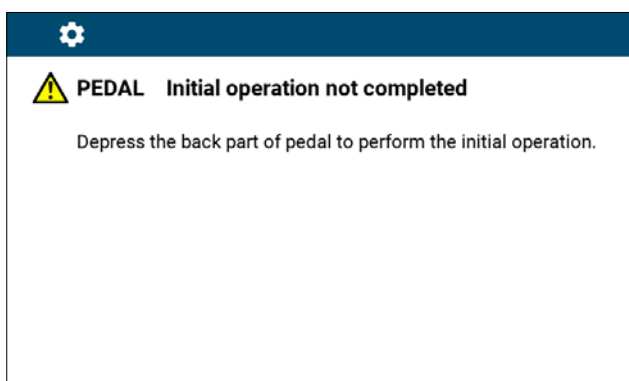 PEDAL Initial operation not completed
Depress the back part of pedal to perform the initial operation.